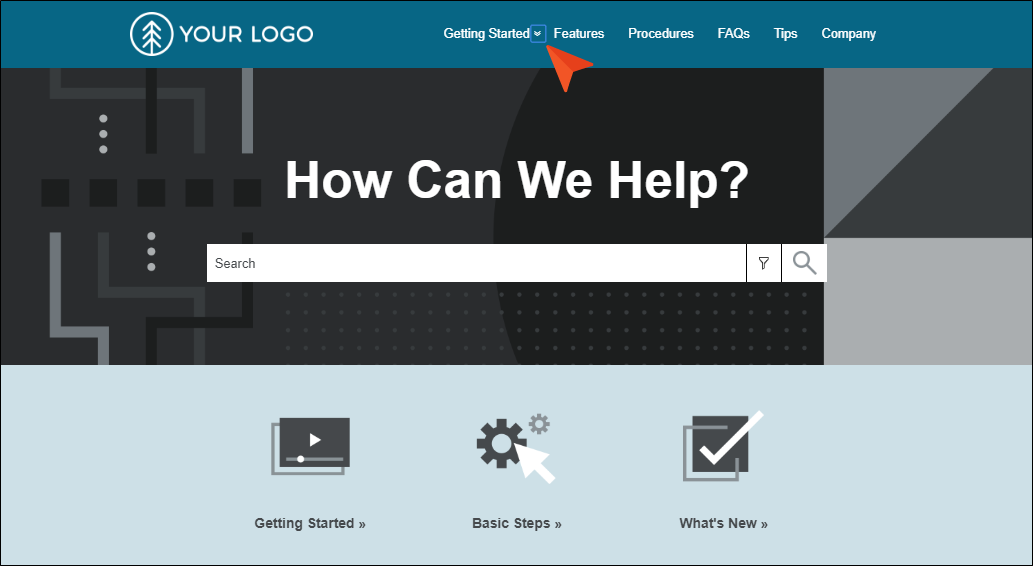 YOUR LOGO
Getting Started Features Procedures FAQs Tips Company
How Can We Help?
Search
Getting Started » Basic Steps » What's New »